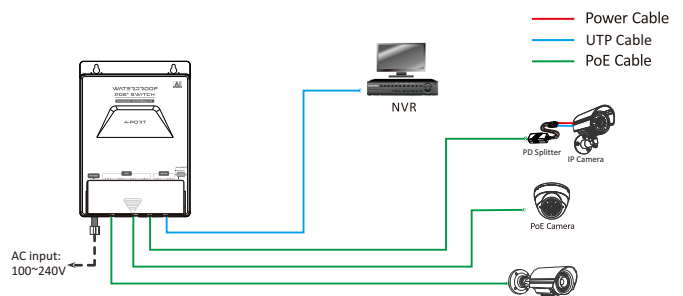 Power Cable
UTP Cable
PoE Cable
WATERPROOF
POE SWITCH
4-PORT
NVR
PD Splitter
IP Camera
PoE Camera
AC input:
100~240V